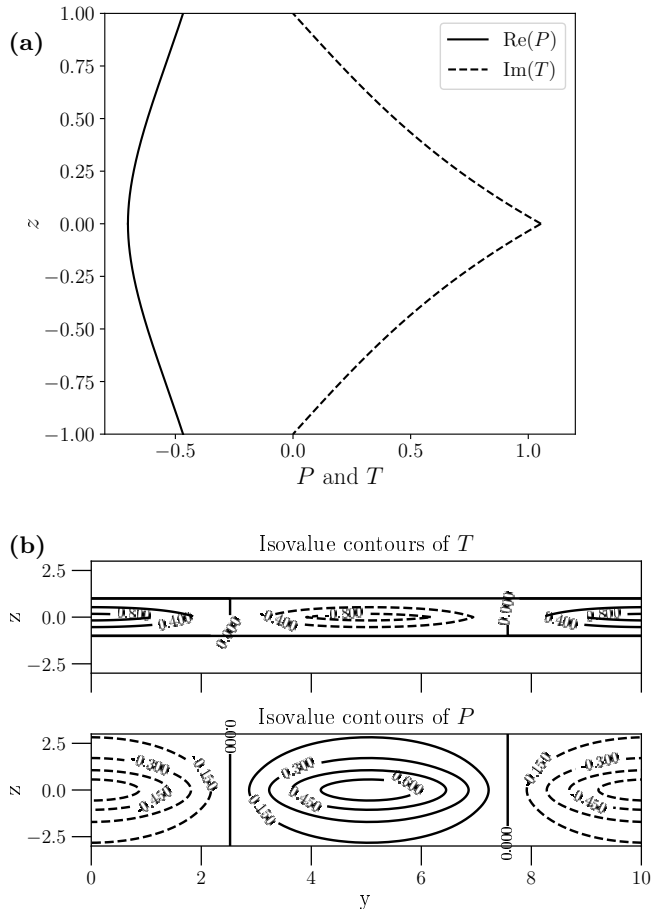 (a)
1.00
0.75
0.50
0.25
0.00
−0.25
−0.50
−0.75
−1.00
z
Re(P)
Im(T)
−0.5 0.0 0.5 1.0
P and T
(b)
Isovalue contours of T
2.5
0.0
−2.5
z
0.800 0.400 0.000 0.400 0.800 0.000 0.400 0.800
Isovalue contours of P
2.5
0.0
−2.5
z
-0.300 -0.450 -0.150 0.000 0.150 0.300 0.450 0.600 0.000 -0.150 -0.300 -0.450
0 2 4 6 8 10
y